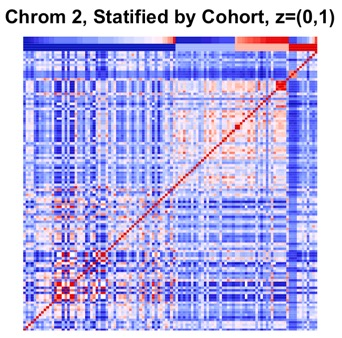 Chrom 2, Statified by Cohort, z=(0,1)